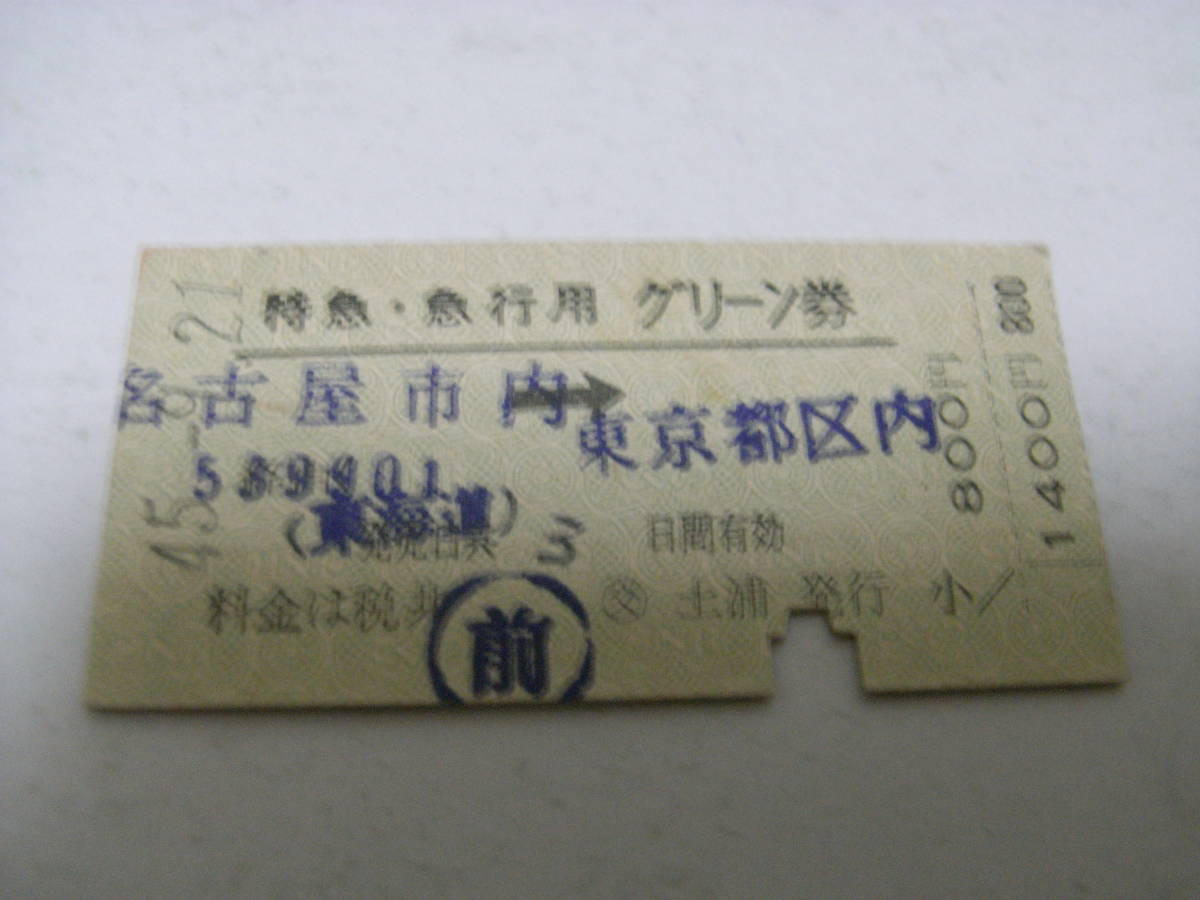 特急・急行用 グリーン券
名古屋市内➡東京都区内
(東海道)
発売日共 3 日間有効
料金は税共 ㊋ 土浦 発行 小
前
45-9-21
800円
1400円